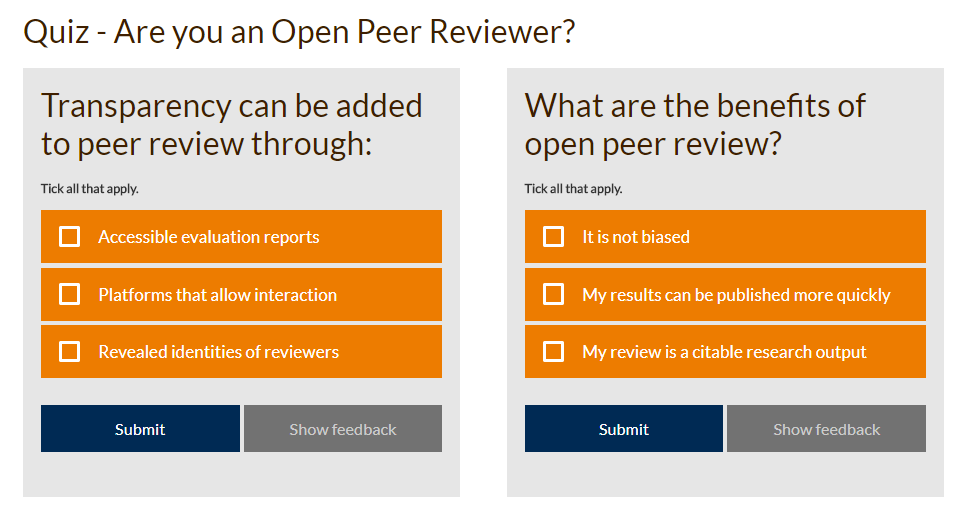 Quiz - Are you an Open Peer Reviewer?
Transparency can be added
to peer review through:
Tick all that apply.
Accessible evaluation reports
Platforms that allow interaction
Revealed identities of reviewers
Submit
Show feedback
What are the benefits of
open peer review?
Tick all that apply.
It is not biased
My results can be published more quickly
My review is a citable research output
Submit
Show feedback